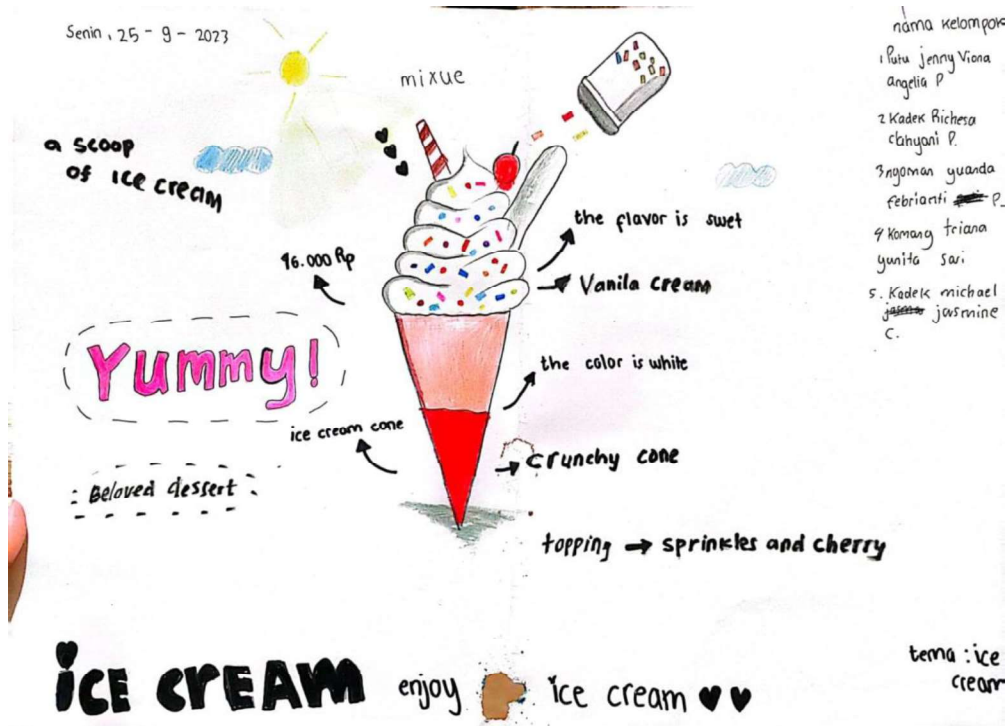 Senin, 25 - 9 - 2023
mixue
a scoop
of ice cream
16.000 Rp
the flavor is swet
Vanila cream
Yummy!
the color is white
ice cream cone
crunchy cone
Beloved dessert
topping → sprinkles and cherry
iCE CREAM
enjoy
ice cream
nama kelompok
1 Putu jenny Viona
angelia P
2 Kadek Richesa
cahyani P.
3 ngoman yuanda
febrianti P.
4 Komang triana
yunita sari
5. Kadek michael
jasmine
C.
tema : ice
cream